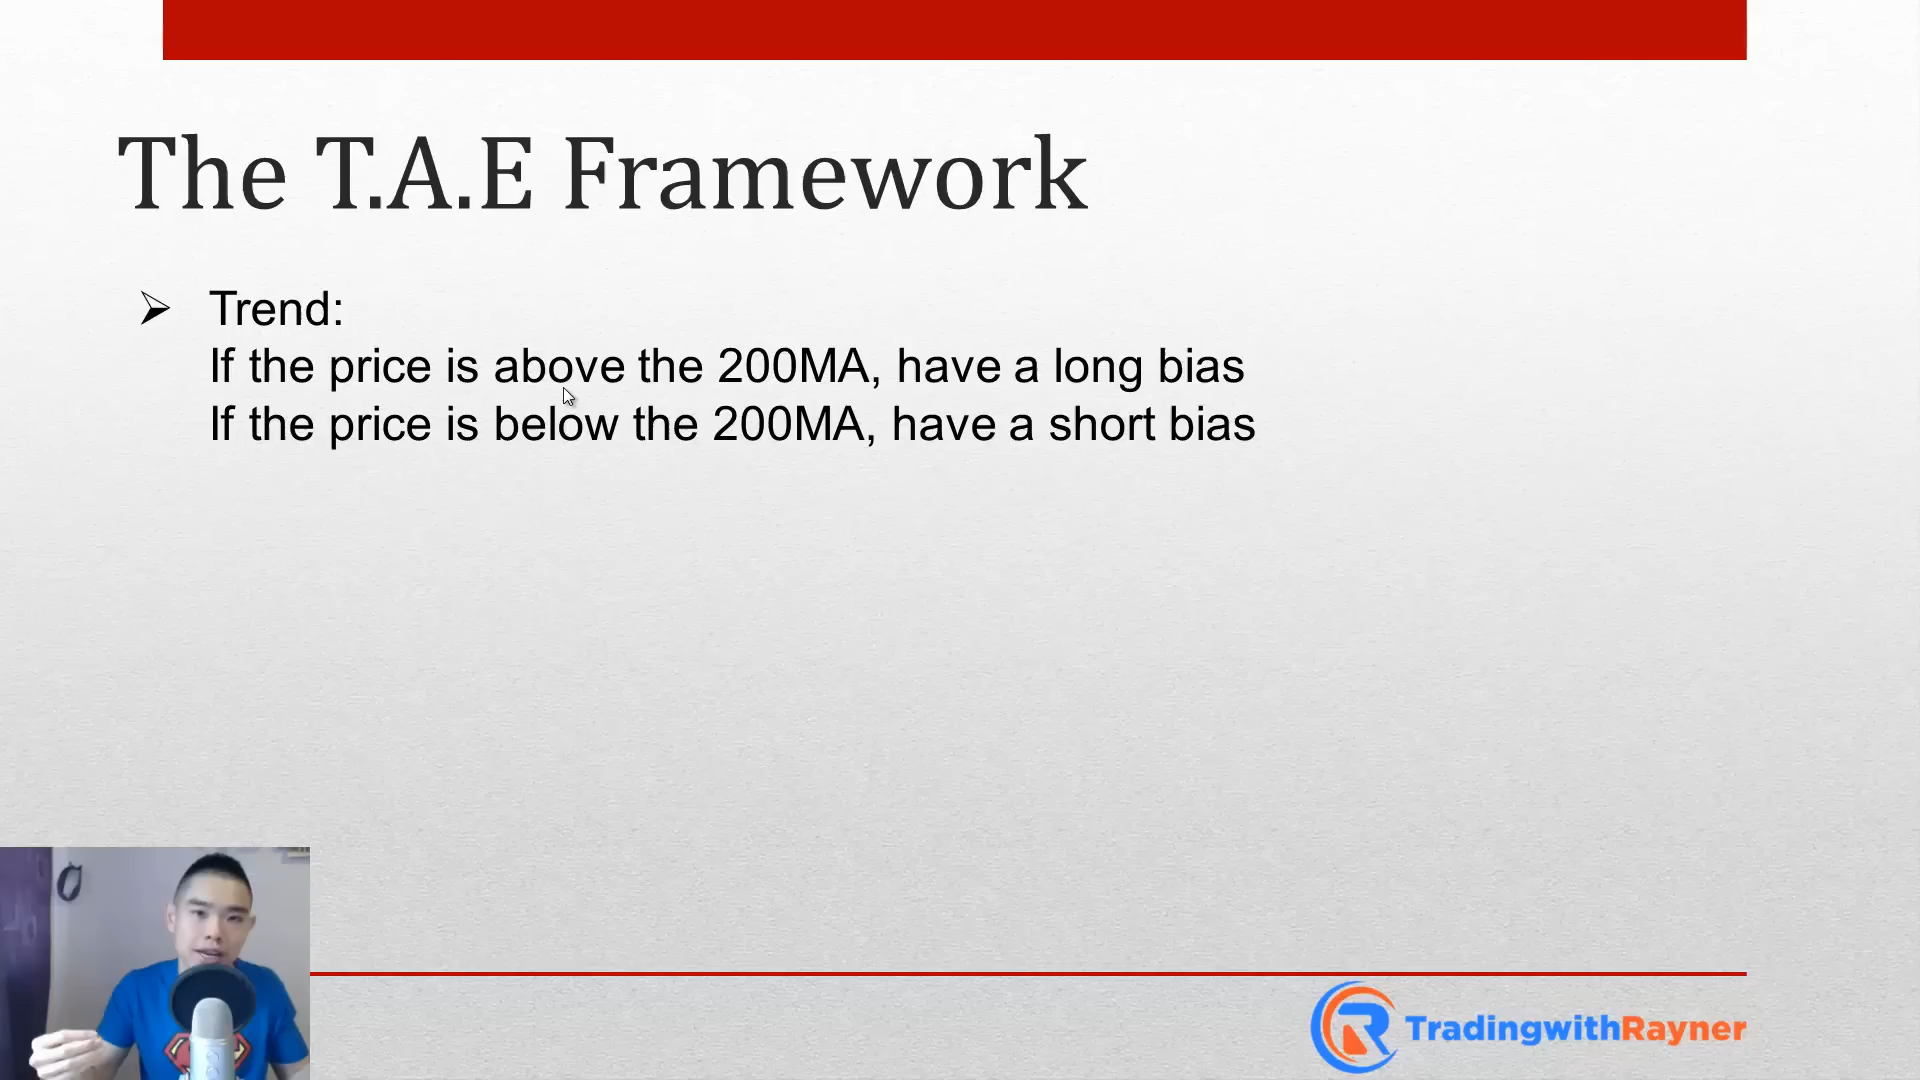 The T.A.E Framework
➢ Trend:
If the price is above the 200MA, have a long bias
If the price is below the 200MA, have a short bias
TradingwithRayner